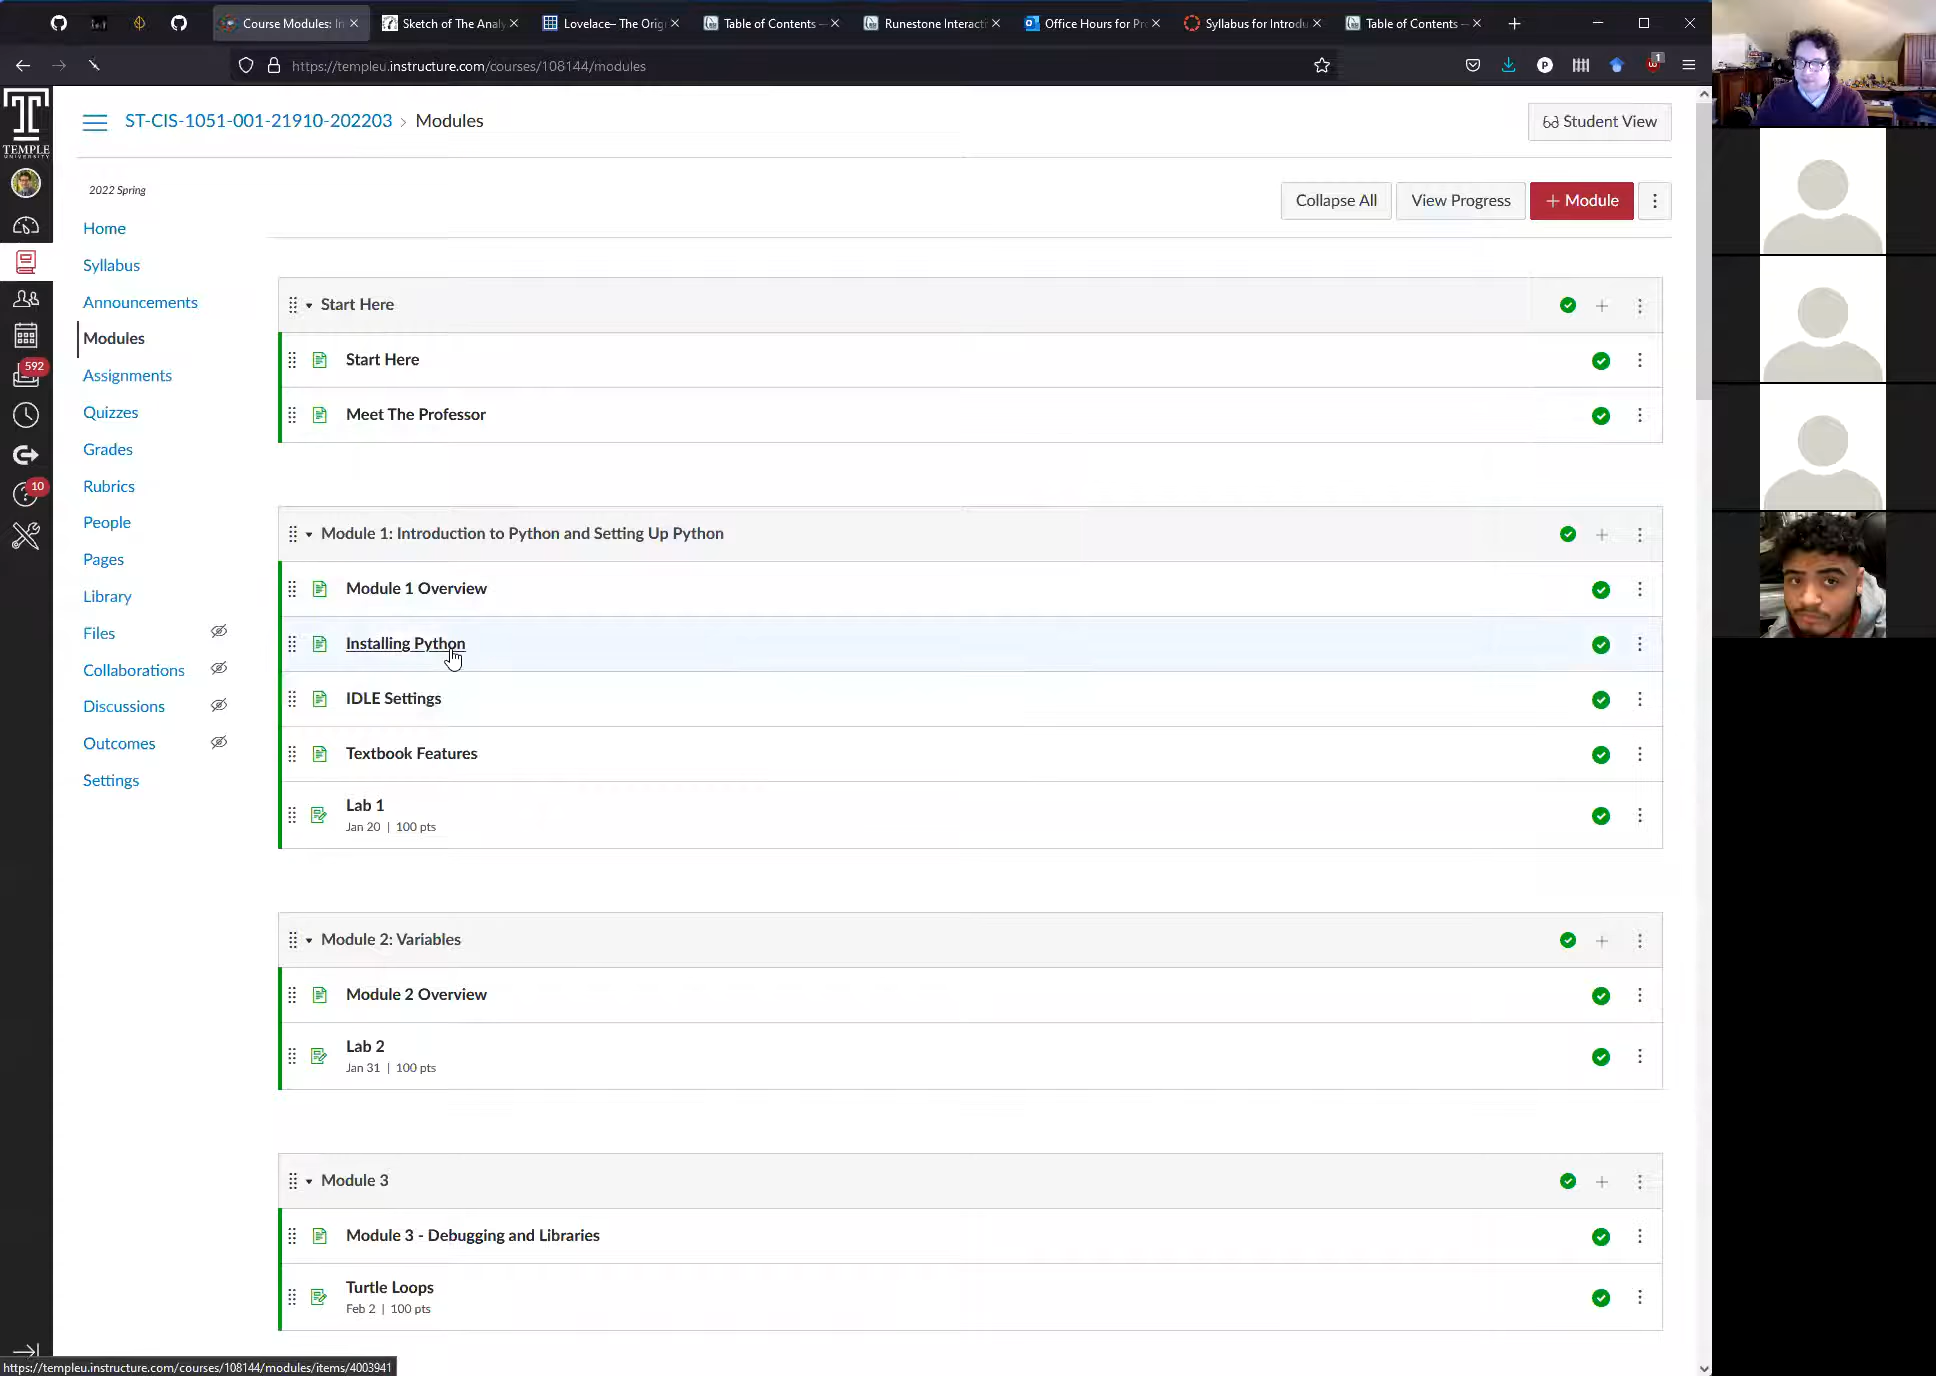 Course Modules: In
Sketch of The Analy
Lovelace– The Orig
Table of Contents —
Runestone Interacti
Office Hours for Pro
Syllabus for Introdu
Table of Contents —
https://templeu.instructure.com/courses/108144/modules
1
TEMPLE
UNIVERSITY
ST-CIS-1051-001-21910-202203 > Modules
Student View
2022 Spring
Collapse All
View Progress
+ Module
Home
Syllabus
Announcements
Modules
Assignments
Quizzes
Grades
Rubrics
People
Pages
Library
Files
Collaborations
Discussions
Outcomes
Settings
592
10
Start Here
Start Here
Meet The Professor
Module 1: Introduction to Python and Setting Up Python
Module 1 Overview
Installing Python
IDLE Settings
Textbook Features
Lab 1
Jan 20 | 100 pts
Module 2: Variables
Module 2 Overview
Lab 2
Jan 31 | 100 pts
Module 3
Module 3 - Debugging and Libraries
Turtle Loops
Feb 2 | 100 pts
https://templeu.instructure.com/courses/108144/modules/items/4003941